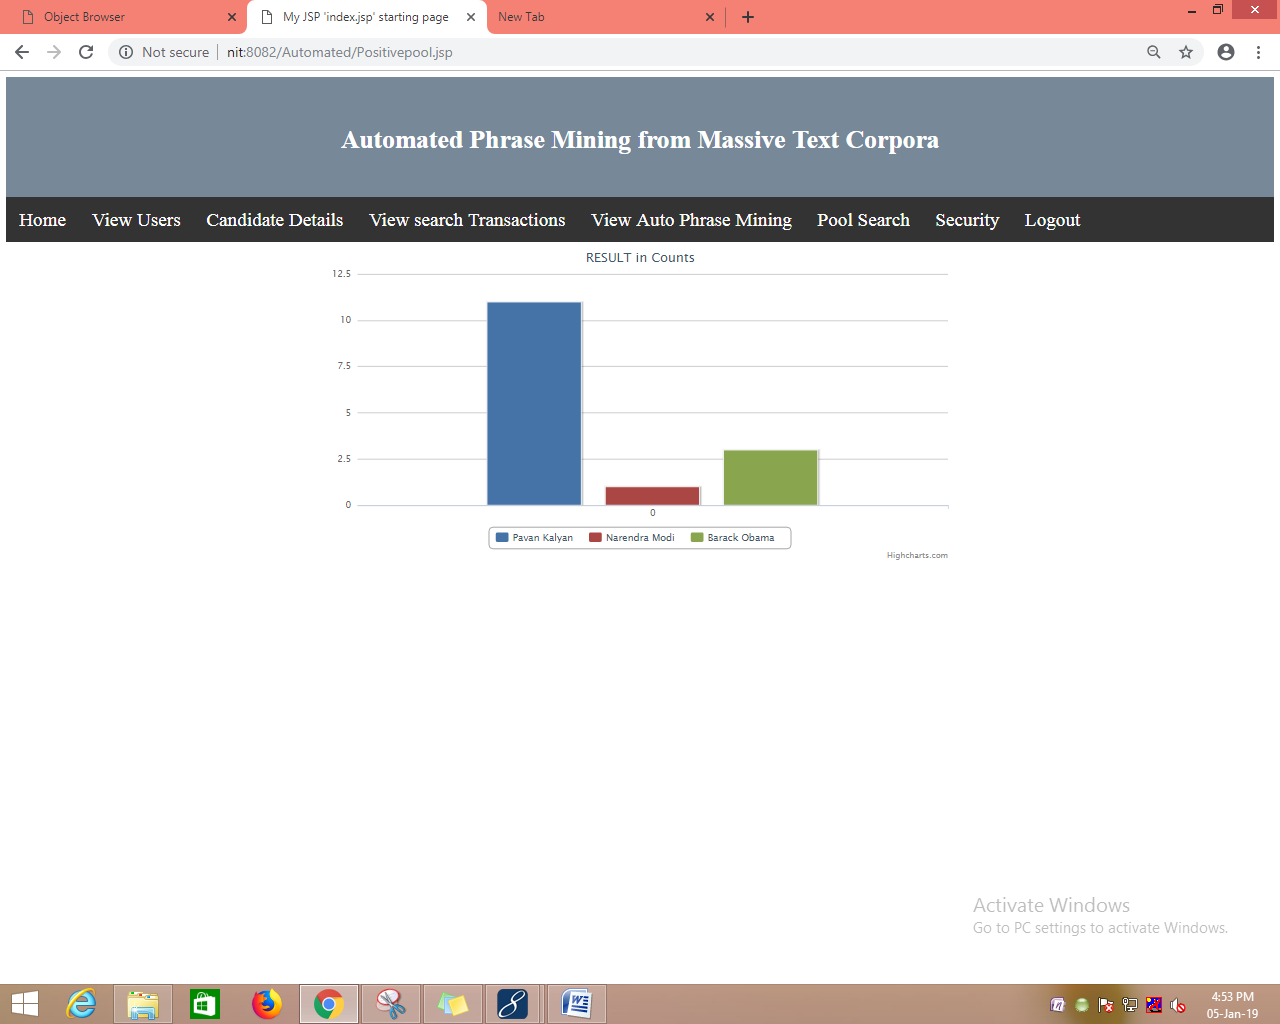 Object Browser
My JSP 'index.jsp' starting page
New Tab
Not secure
nit:8082/Automated/Positivepool.jsp
Automated Phrase Mining from Massive Text Corpora
Home View Users Candidate Details View search Transactions View Auto Phrase Mining Pool Search Security Logout
RESULT in Counts
12.5
10
7.5
5
2.5
0
0
Pavan Kalyan Narendra Modi Barack Obama
Highcharts.com
Activate Windows
Go to PC settings to activate Windows.
4:53 PM
05-Jan-19